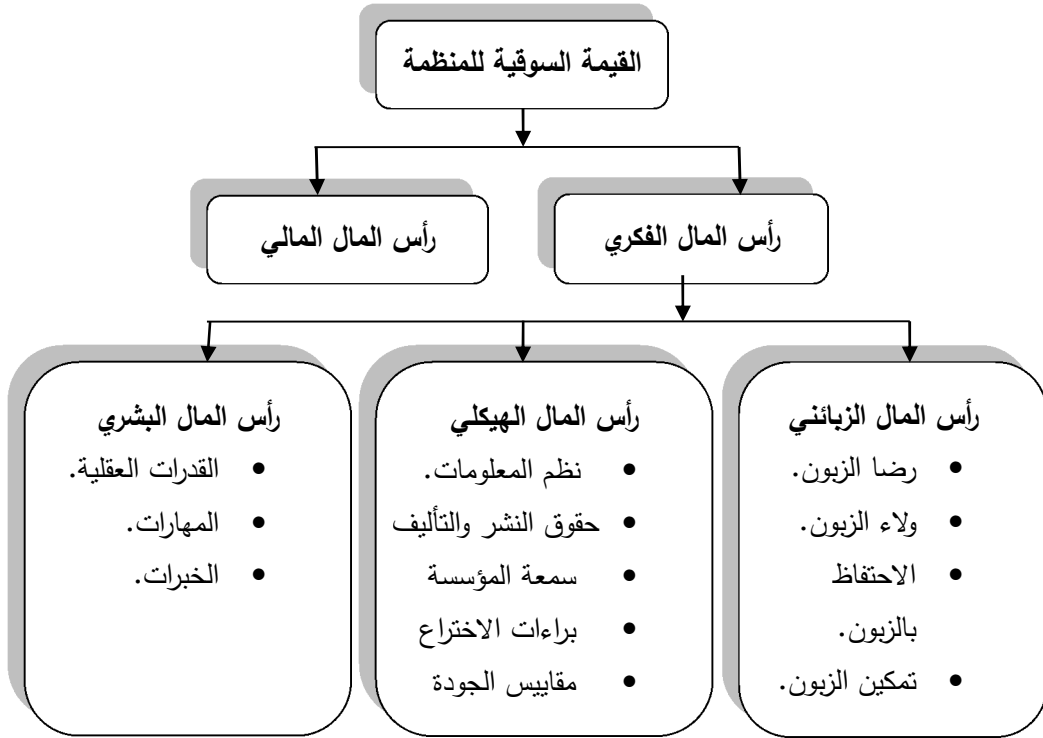 القيمة السوقية للمنظمة
رأس المال الفكري
رأس المال المالي
رأس المال الزبائني
• رضا الزبون.
• ولاء الزبون.
• الاحتفاظ
بالزبون.
• تمكين الزبون.
رأس المال الهيكلي
• نظم المعلومات.
• حقوق النشر والتأليف
• سمعة المؤسسة
• براءات الاختراع
• مقاييس الجودة
رأس المال البشري
• القدرات العقلية.
• المهارات.
• الخبرات.